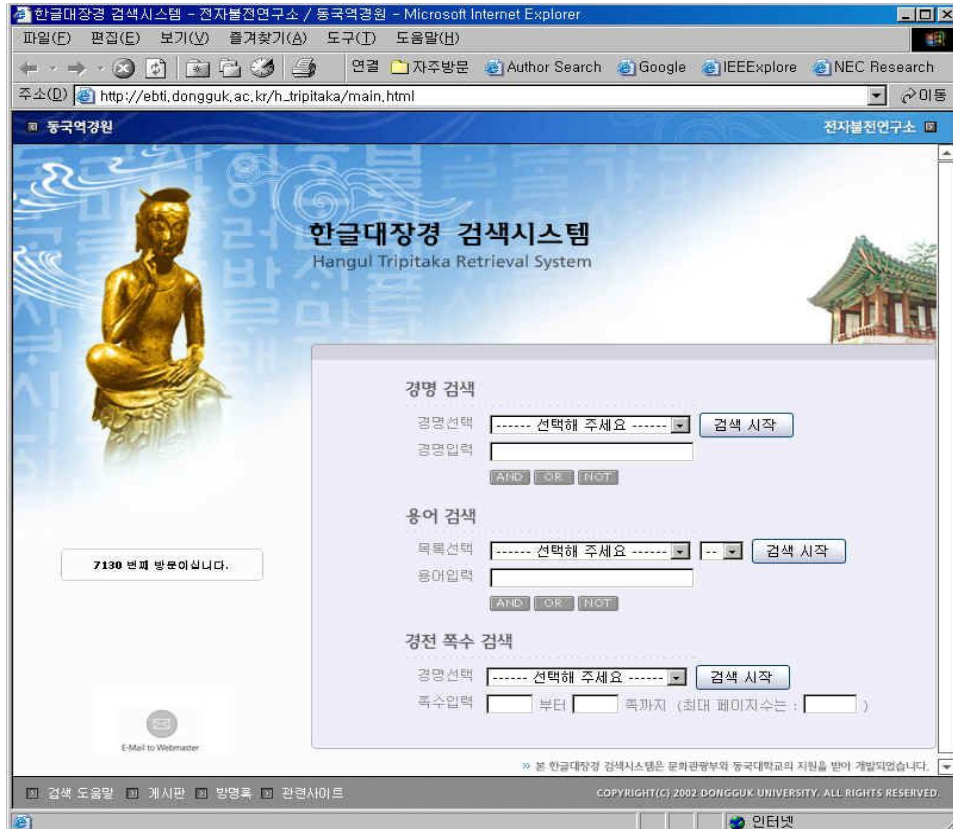 한글대장경 검색시스템 - 전자불전연구소 / 동국역경원 - Microsoft Internet Explorer
파일(F) 편집(E) 보기(V) 즐겨찾기(A) 도구(T) 도움말(H)
연결 자주방문 Author Search Google IEEExplore NEC Research
주소(D) http://ebti.dongguk.ac.kr/h_tripitaka/main.html 이동
동국역경원 전자불전연구소
한글대장경 검색시스템
Hangul Tripitaka Retrieval System
경명 검색
경명선택 ------ 선택해 주세요 ------ 검색 시작
경명입력
AND OR NOT
용어 검색
목록선택 ------ 선택해 주세요 ------ -- 검색 시작
용어입력
AND OR NOT
7130 번째 방문이십니다.
경전 쪽수 검색
경명선택 ------ 선택해 주세요 ------ 검색 시작
쪽수입력 부터 쪽까지 (최대 페이지수는 : )
E-Mail to Webmaster
» 본 한글대장경 검색시스템은 문화관광부와 동국대학교의 지원을 받아 개발되었습니다.
검색 도움말 게시판 방명록 관련사이트 COPYRIGHT(C) 2002 DONGGUK UNIVERSITY. ALL RIGHTS RESERVED.
인터넷